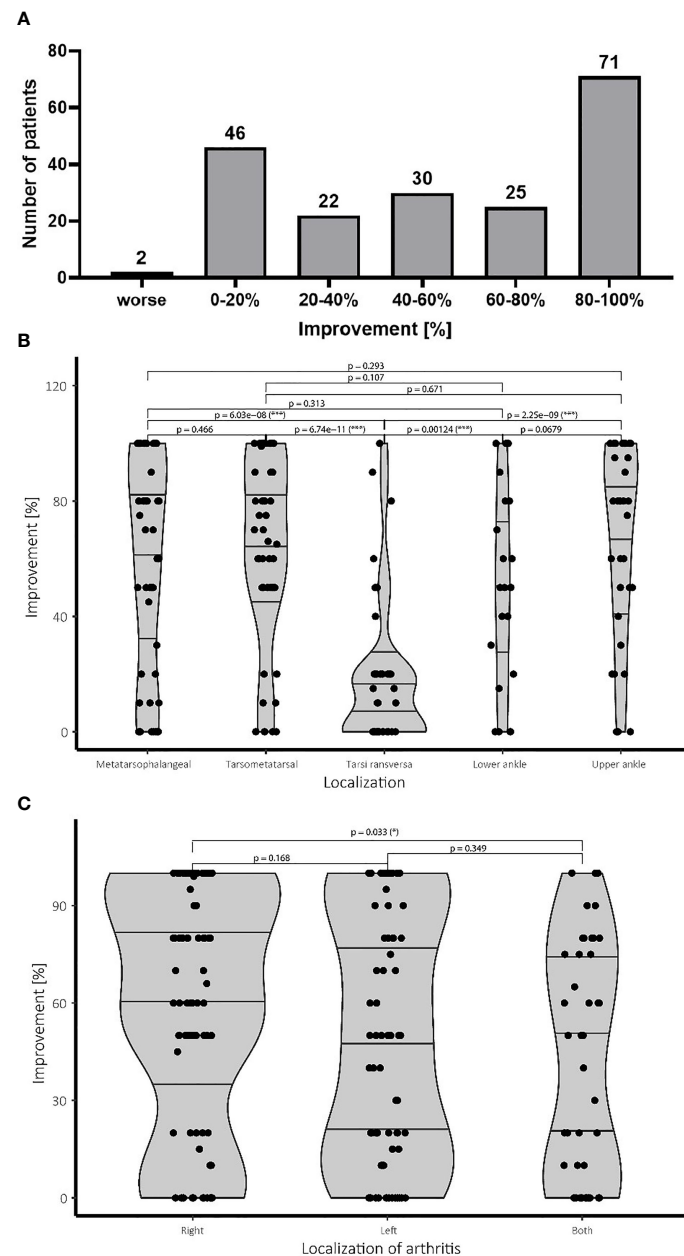 A
Number of patients
80
60
40
20
0
2
46
22
30
25
71
worse 0-20% 20-40% 40-60% 60-80% 80-100%
Improvement [%]
B
Improvement [%]
120
80
40
0
p = 0.293
p = 0.107
p = 0.671
p = 0.313
p = 6.03e−08 (***) p = 2.25e−09 (***)
p = 0.466 p = 6.74e−11 (***) p = 0.00124 (***) p = 0.0679
Metatarsophalangeal Tarsometatarsal Tarsi ransversa Lower ankle Upper ankle
Localization
C
Improvement [%]
90
60
30
0
p = 0.033 (*)
p = 0.349
p = 0.168
Right Left Both
Localization of arthritis